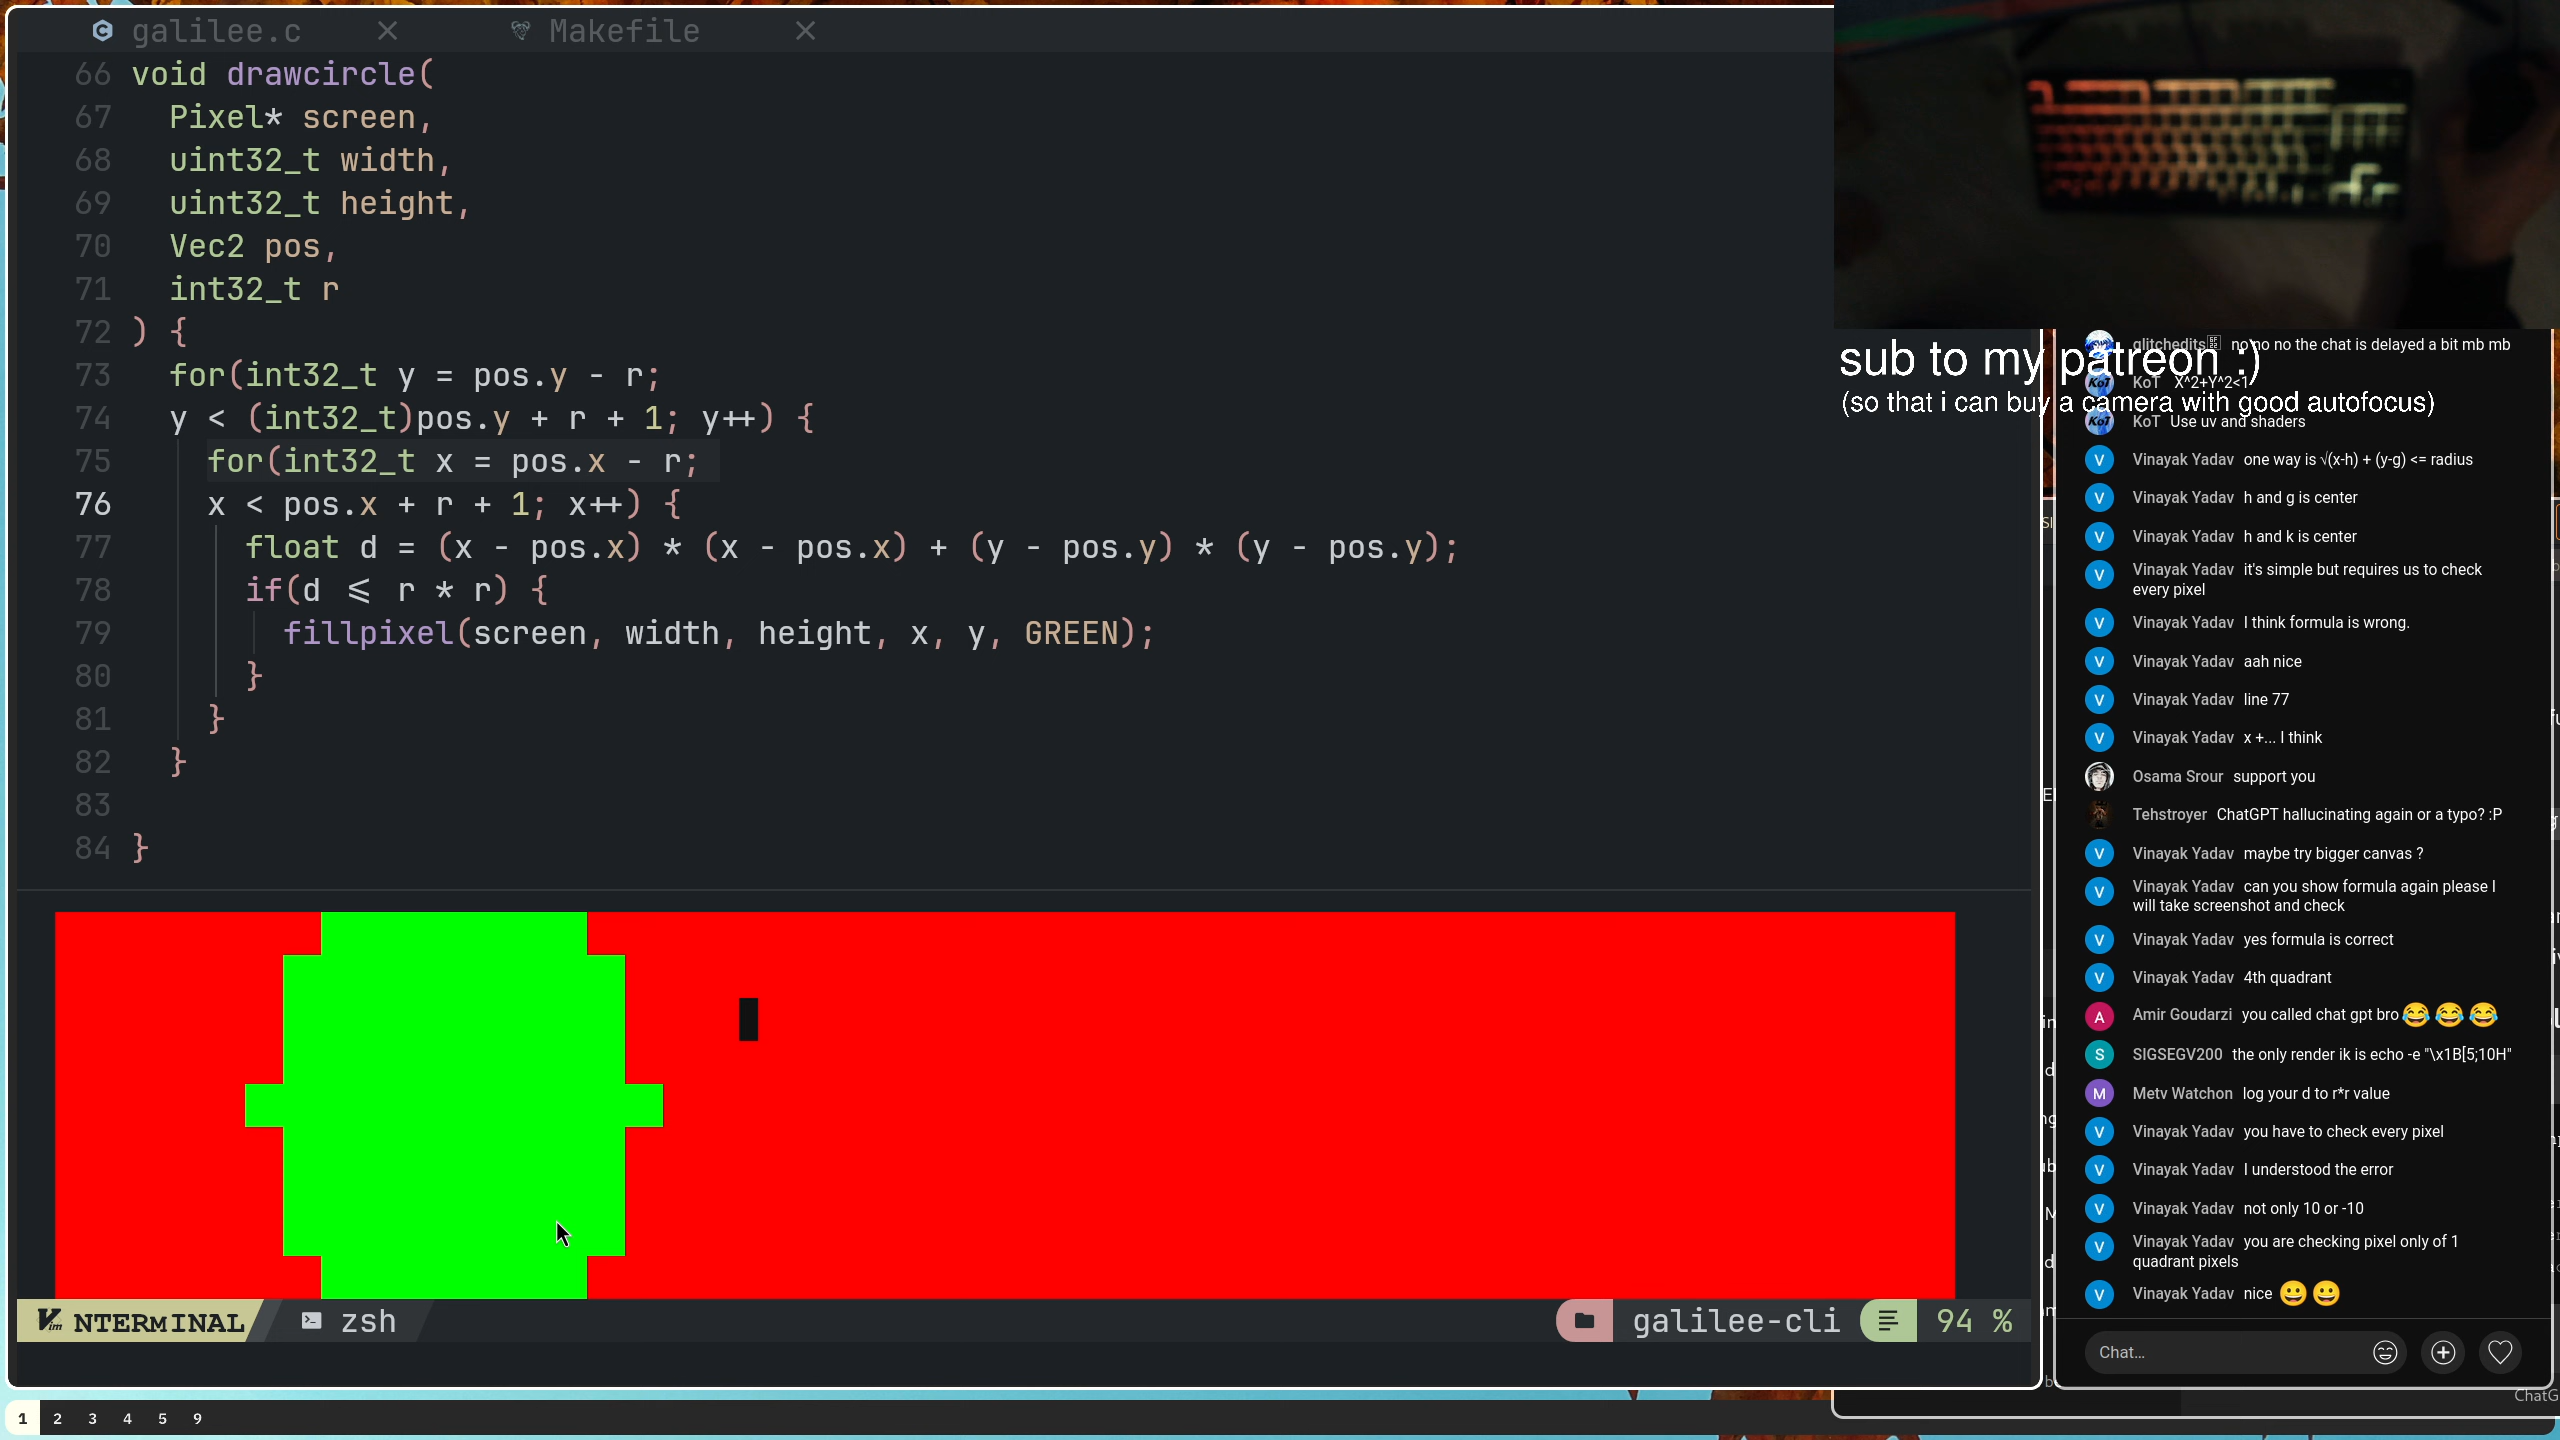 galilee.c
Makefile
66 void drawcircle(
67 Pixel* screen,
68 uint32_t width,
69 uint32_t height,
70 Vec2 pos,
71 int32_t r
72 ) {
73 for(int32_t y = pos.y - r;
74 y < (int32_t)pos.y + r + 1; y++) {
75 for(int32_t x = pos.x - r;
76 x < pos.x + r + 1; x++) {
77 float d = (x - pos.x) * (x - pos.x) + (y - pos.y) * (y - pos.y);
78 if(d <= r * r) {
79 fillpixel(screen, width, height, x, y, GREEN);
80 }
81 }
82 }
83
84 }
NTERMINAL
zsh
galilee-cli
94 %
1 2 3 4 5 9
sub to my patreon :)
(so that i can buy a camera with good autofocus)
glitchedits no no no the chat is delayed a bit mb mb
KoT X^2+Y^2<1
KoT Use uv and shaders
Vinayak Yadav one way is √(x-h) + (y-g) <= radius
Vinayak Yadav h and g is center
Vinayak Yadav h and k is center
Vinayak Yadav it's simple but requires us to check
every pixel
Vinayak Yadav I think formula is wrong.
Vinayak Yadav aah nice
Vinayak Yadav line 77
Vinayak Yadav x +... I think
Osama Srour support you
Tehstroyer ChatGPT hallucinating again or a typo? :P
Vinayak Yadav maybe try bigger canvas ?
Vinayak Yadav can you show formula again please I
will take screenshot and check
Vinayak Yadav yes formula is correct
Vinayak Yadav 4th quadrant
Amir Goudarzi you called chat gpt bro😂😂😂
SIGSEGV200 the only render ik is echo -e "\x1B[5;10H"
Metv Watchon log your d to r*r value
Vinayak Yadav you have to check every pixel
Vinayak Yadav I understood the error
Vinayak Yadav not only 10 or -10
Vinayak Yadav you are checking pixel only of 1
quadrant pixels
Vinayak Yadav nice 😀😀
Chat...
ChatG